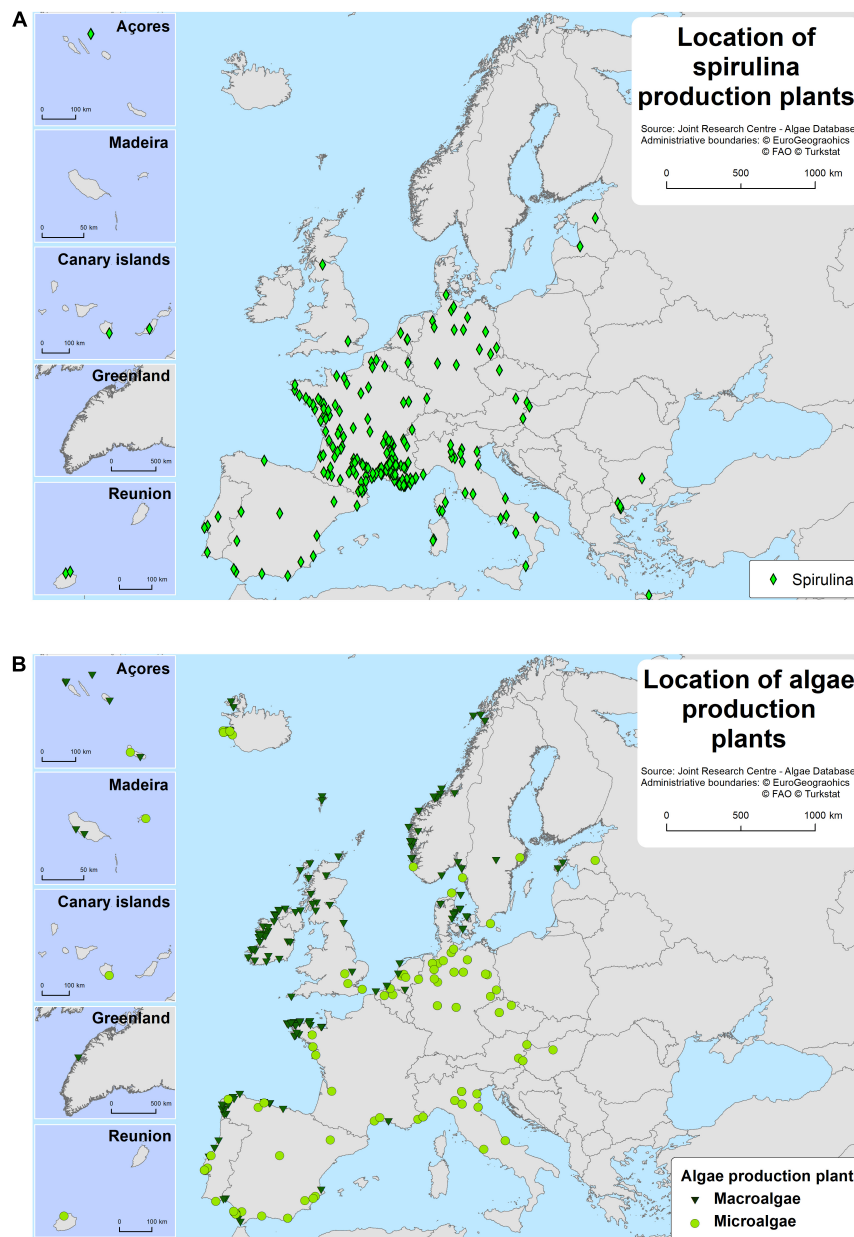 A
Açores
0 100 km
Madeira
0 50 km
Canary islands
0 100 km
Greenland
0 500 km
Reunion
0 100 km
Location of
spirulina
production plants
Source: Joint Research Centre - Algae Database
Administriative boundaries: © EuroGeograohics
© FAO © Turkstat
0 500 1000 km
Spirulina
B
Açores
0 100 km
Madeira
0 50 km
Canary islands
0 100 km
Greenland
0 500 km
Reunion
0 100 km
Location of algae
production
plants
Source: Joint Research Centre - Algae Database
Administriative boundaries: © EuroGeograohics
© FAO © Turkstat
0 500 1000 km
Algae production plant
Macroalgae
Microalgae